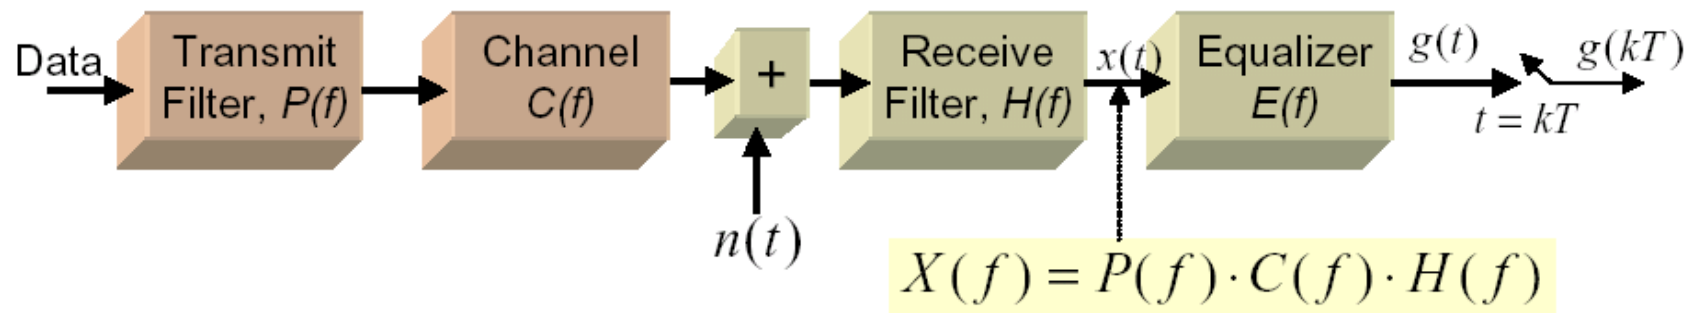 Data
Transmit
Filter, P(f)
Channel
C(f)
+
n(t)
Receive
Filter, H(f)
x(t)
Equalizer
E(f)
g(t)
t = kT
g(kT)
X(f) = P(f)·C(f)·H(f)